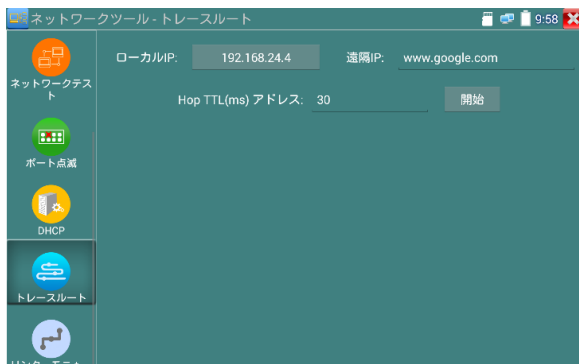 ネットワークツール - トレースルート
9:58
ネットワークテス
ト
ローカルIP: 192.168.24.4 遠隔IP: www.google.com
Hop TTL(ms) アドレス: 30 開始
ポート点滅
DHCP
トレースルート